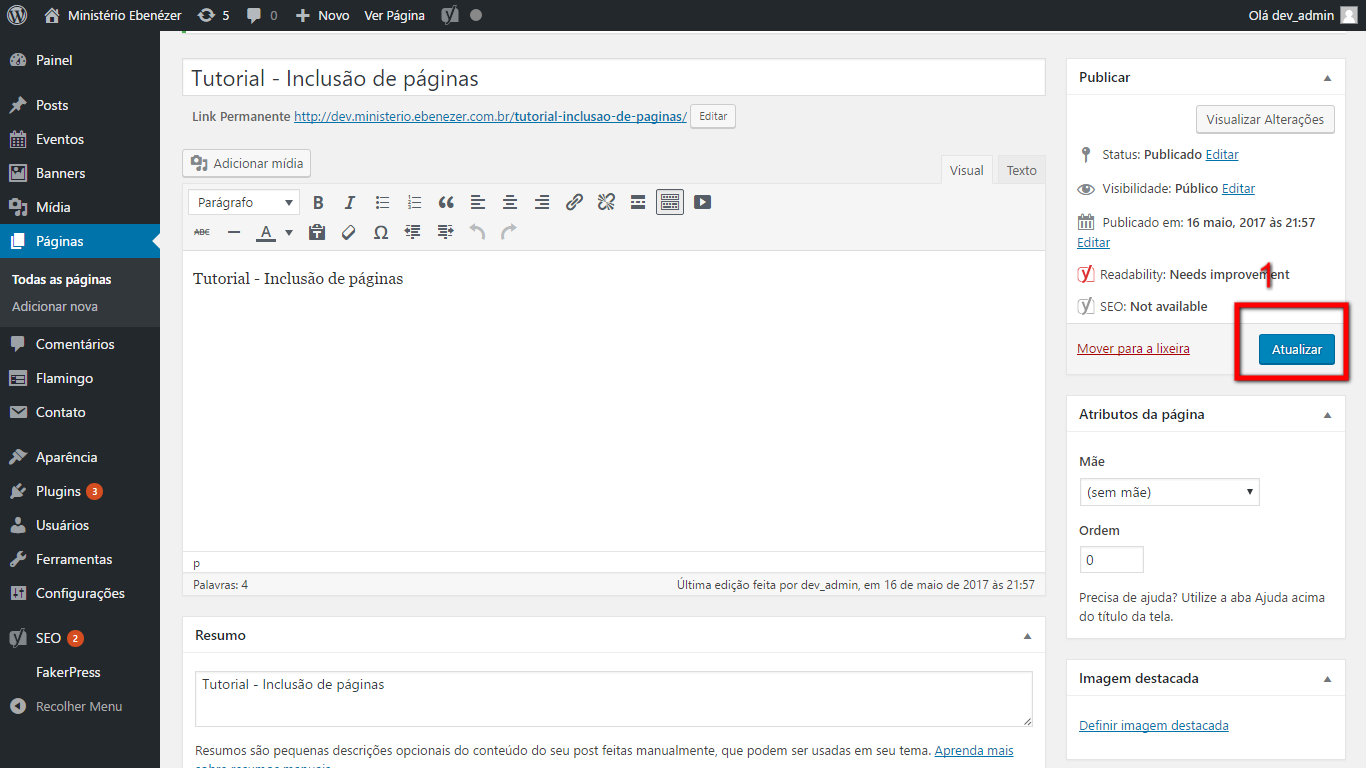 Ministério Ebenézer 5 0 Novo Ver Página Olá dev_admin
Painel
Posts
Eventos
Banners
Mídia
Páginas
Todas as páginas
Adicionar nova
Comentários
Flamingo
Contato
Aparência
Plugins 3
Usuários
Ferramentas
Configurações
SEO 2
FakerPress
Recolher Menu
Tutorial - Inclusão de páginas
Link Permanente http://dev.ministerio.ebenezer.com.br/tutorial-inclusao-de-paginas/ Editar
Adicionar mídia
Visual Texto
Parágrafo B I
ABC A Ω
Tutorial - Inclusão de páginas
p
Palavras: 4 Última edição feita por dev_admin, em 16 de maio de 2017 às 21:57
Resumo
Tutorial - Inclusão de páginas
Resumos são pequenas descrições opcionais do conteúdo do seu post feitas manualmente, que podem ser usadas em seu tema. Aprenda mais
sobre resumos manuais.
Publicar
Visualizar Alterações
Status: Publicado Editar
Visibilidade: Público Editar
Publicado em: 16 maio, 2017 às 21:57
Editar
Readability: Needs improvement
1
SEO: Not available
Mover para a lixeira Atualizar
Atributos da página
Mãe
(sem mãe)
Ordem
0
Precisa de ajuda? Utilize a aba Ajuda acima
do título da tela.
Imagem destacada
Definir imagem destacada